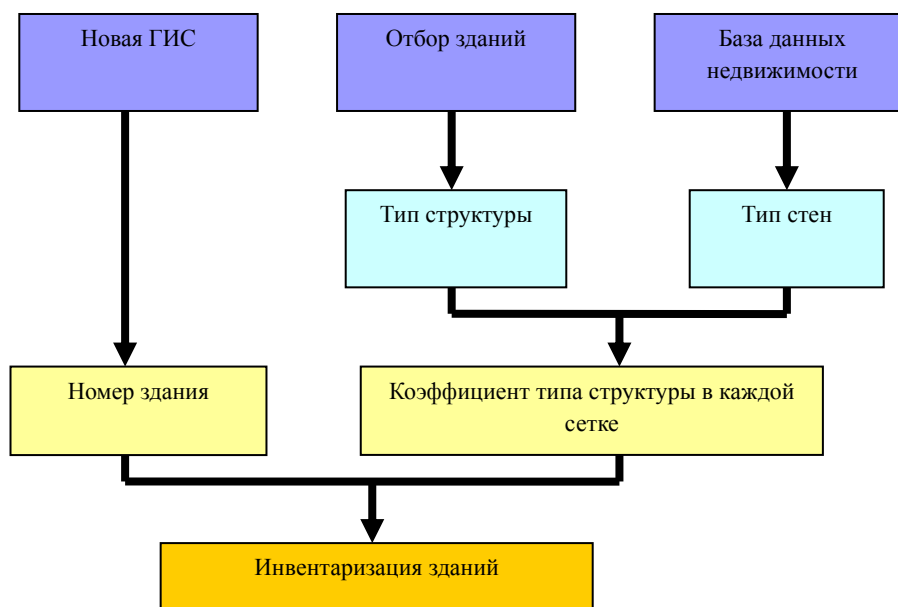 Новая ГИС
Отбор зданий
База данных
недвижимости
Тип структуры
Тип стен
Номер здания
Коэффициент типа структуры в каждой
сетке
Инвентаризация зданий